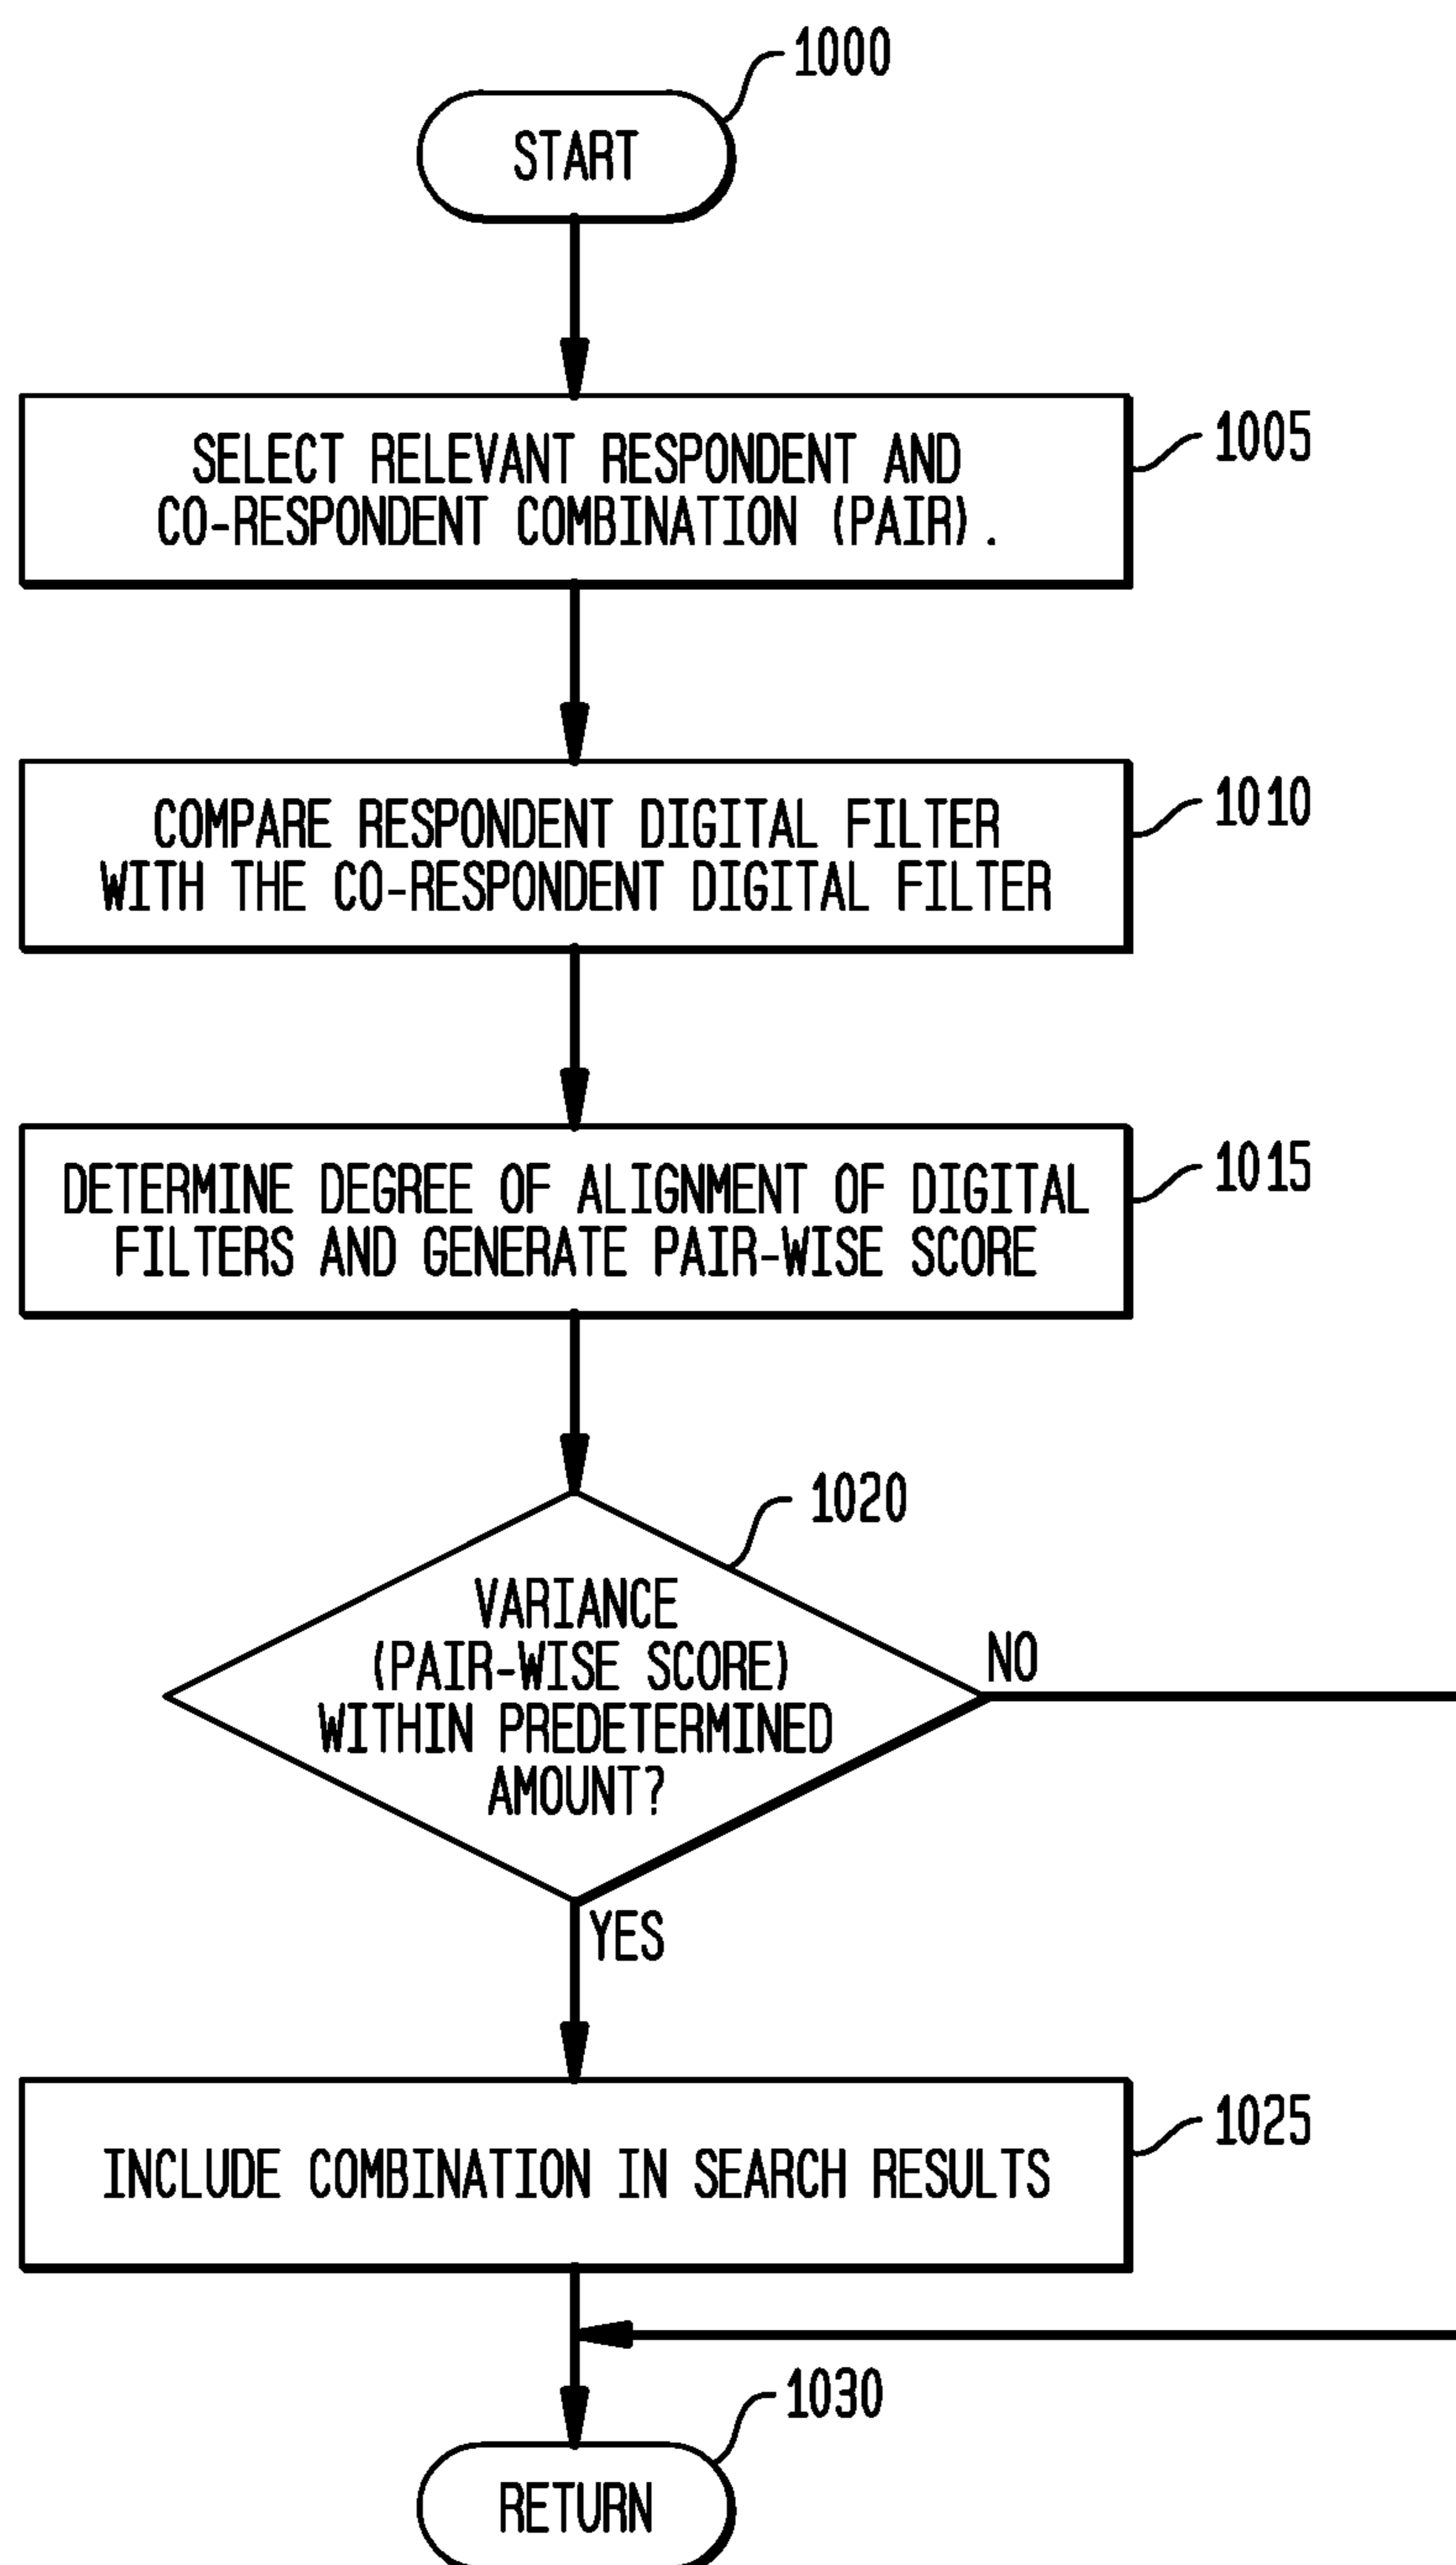 1000
START
SELECT RELEVANT RESPONDENT AND
CO-RESPONDENT COMBINATION (PAIR).
1005
COMPARE RESPONDENT DIGITAL FILTER
WITH THE CO-RESPONDENT DIGITAL FILTER
1010
DETERMINE DEGREE OF ALIGNMENT OF DIGITAL
FILTERS AND GENERATE PAIR-WISE SCORE
1015
1020
VARIANCE
(PAIR-WISE SCORE)
WITHIN PREDETERMINED
AMOUNT?
NO
YES
INCLUDE COMBINATION IN SEARCH RESULTS
1025
1030
RETURN